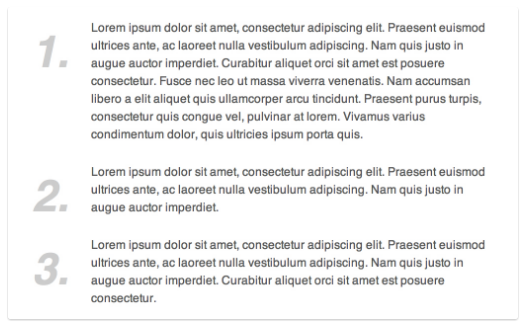 1.
Lorem ipsum dolor sit amet, consectetur adipiscing elit. Praesent euismod
ultrices ante, ac laoreet nulla vestibulum adipiscing. Nam quis justo in
augue auctor imperdiet. Curabitur aliquet orci sit amet est posuere
consectetur. Fusce nec leo ut massa viverra venenatis. Nam accumsan
libero a elit aliquet quis ullamcorper arcu tincidunt. Praesent purus turpis,
consectetur quis congue vel, pulvinar at lorem. Vivamus varius
condimentum dolor, quis ultricies ipsum porta quis.
2.
Lorem ipsum dolor sit amet, consectetur adipiscing elit. Praesent euismod
ultrices ante, ac laoreet nulla vestibulum adipiscing. Nam quis justo in
augue auctor imperdiet.
3.
Lorem ipsum dolor sit amet, consectetur adipiscing elit. Praesent euismod
ultrices ante, ac laoreet nulla vestibulum adipiscing. Nam quis justo in
augue auctor imperdiet. Curabitur aliquet orci sit amet est posuere
consectetur.